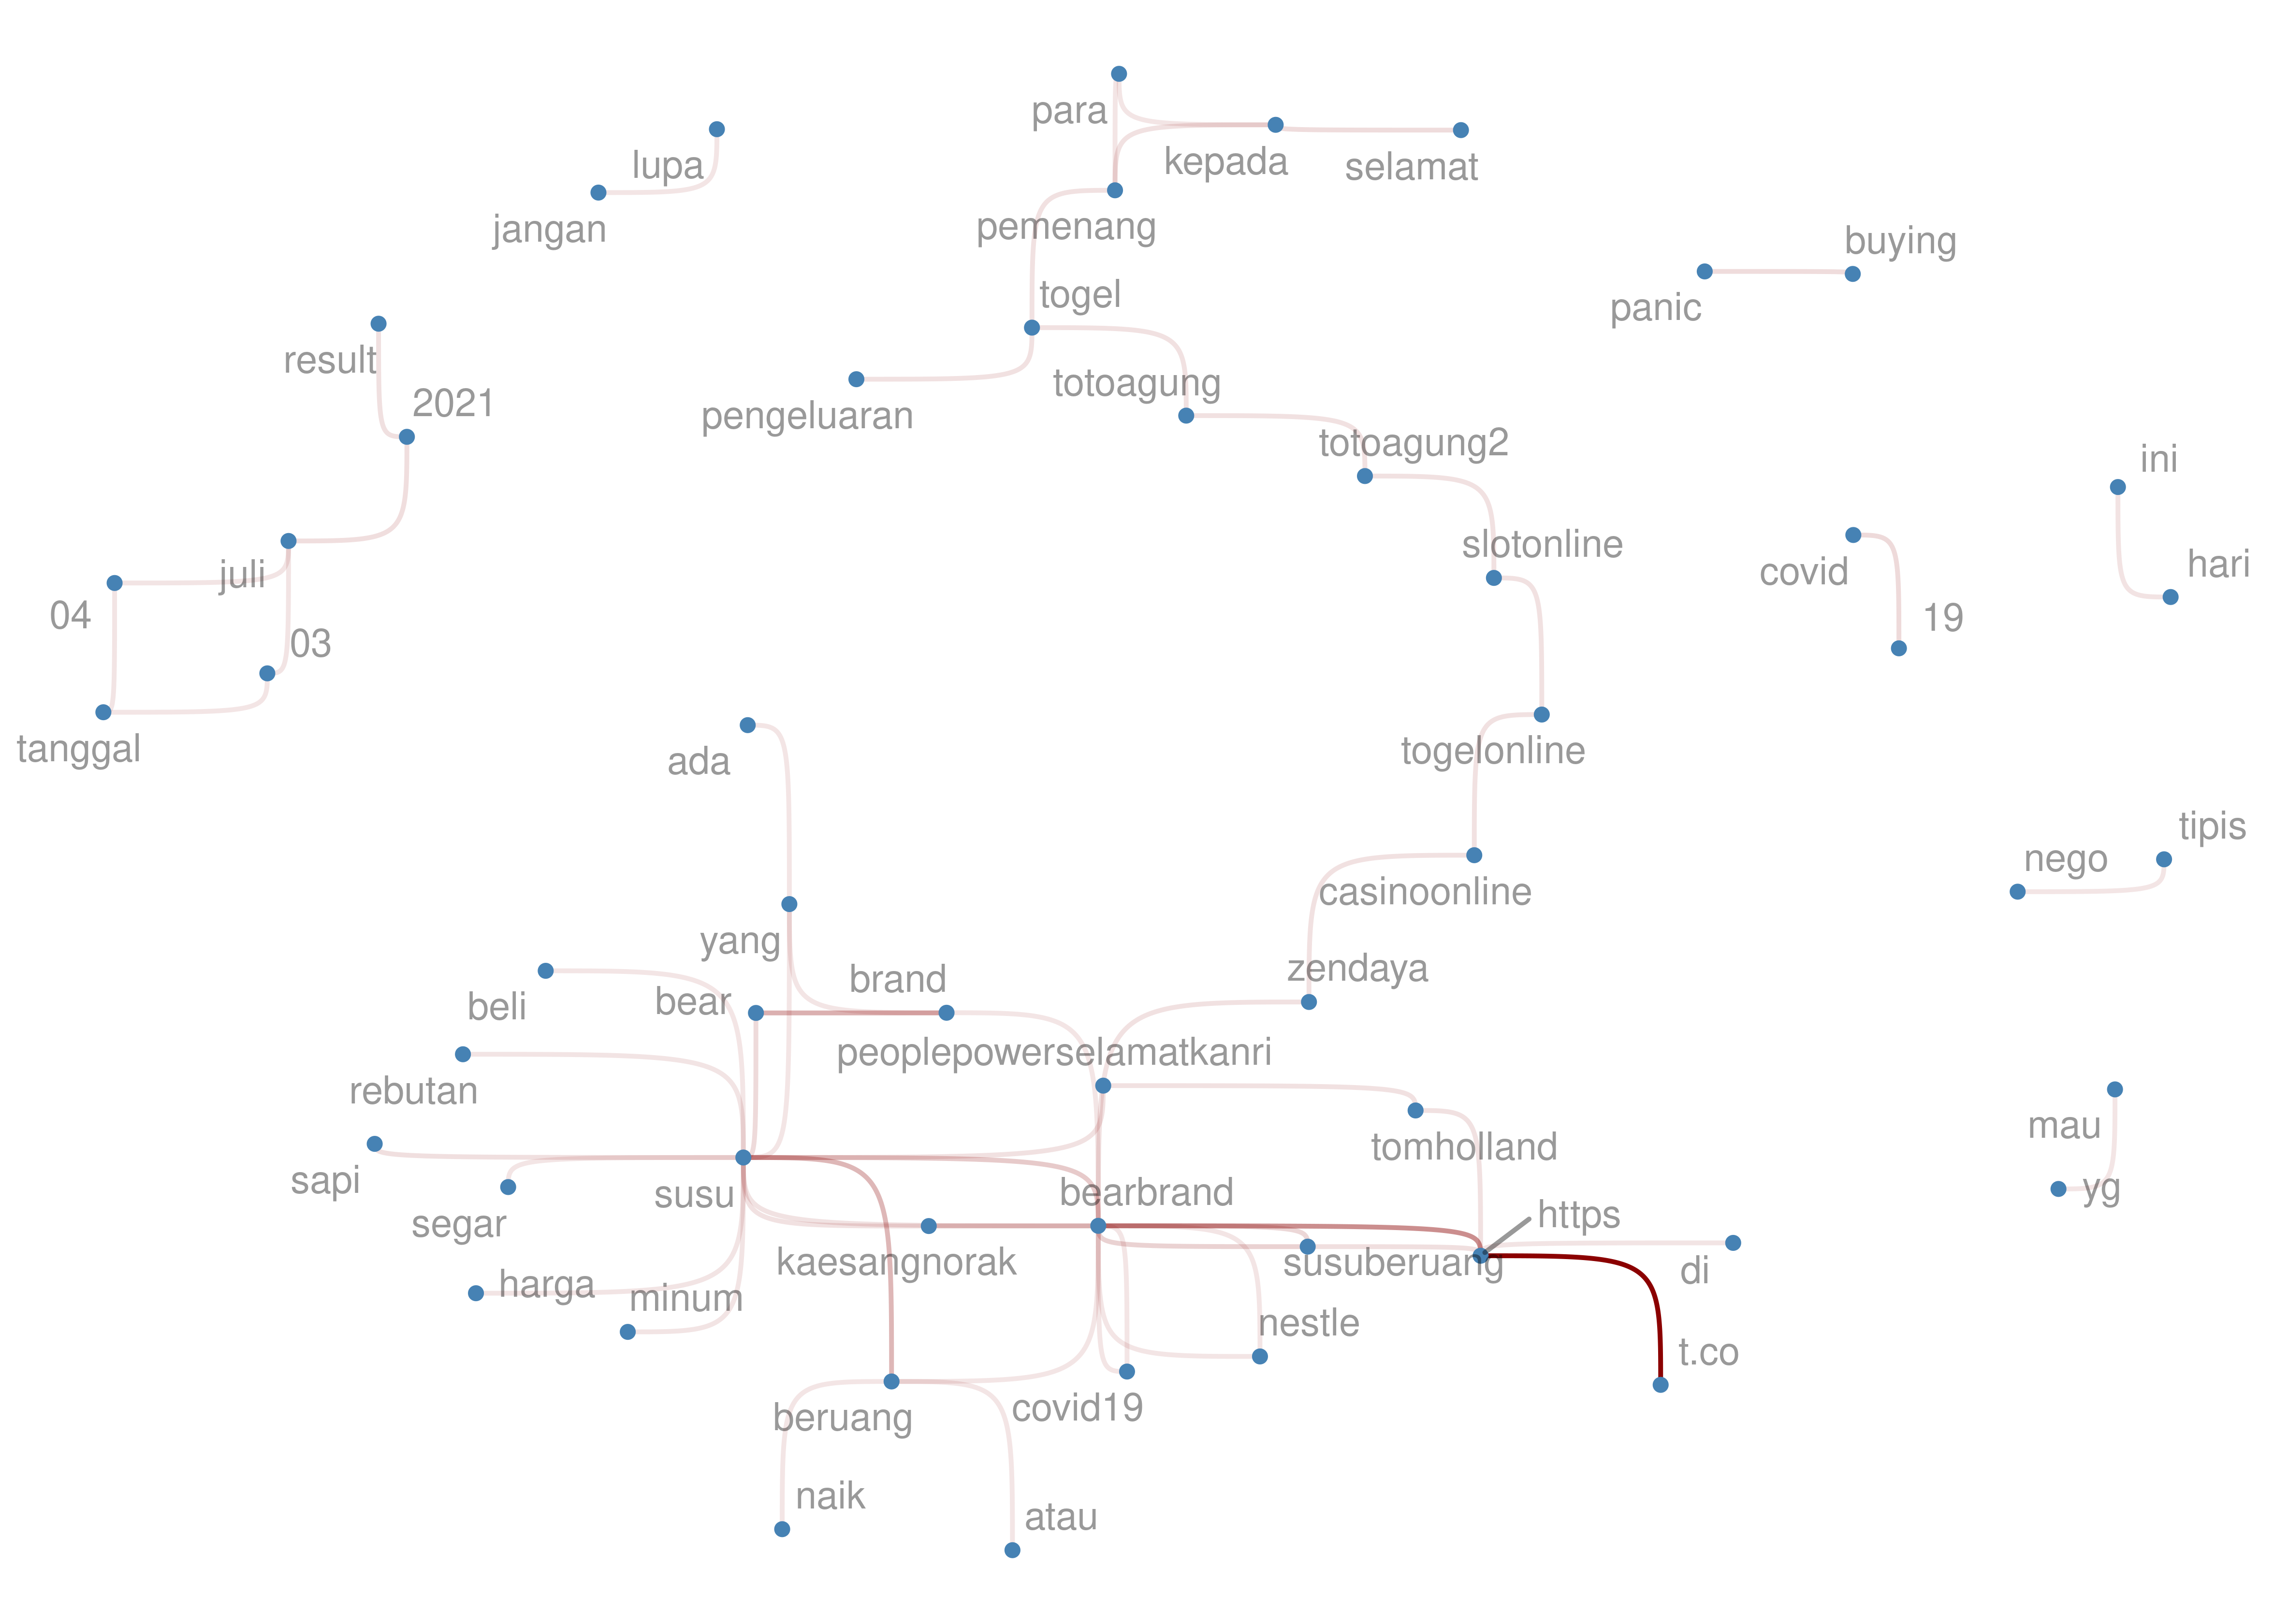 para
lupa
kepada
selamat
jangan
pemenang
buying
togel
panic
result
totoagung
2021
pengeluaran
totoagung2
ini
slotonline
covid
hari
juli
04
19
03
tanggal
togelonline
ada
tipis
nego
casinoonline
yang
zendaya
brand
bear
beli
peoplepowerselamatkanri
rebutan
mau
tomholland
sapi
susu
bearbrand
yg
https
segar
kaesangnorak
susuberuang
di
harga
minum
nestle
t.co
covid19
beruang
naik
atau